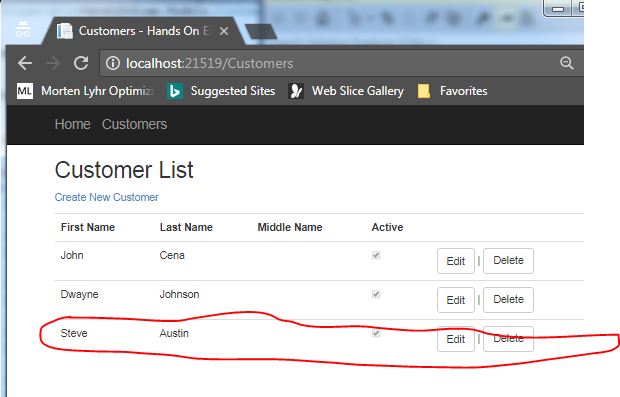 Customers - Hands On E
localhost:21519/Customers
ML Morten Lyhr Optimizi Suggested Sites Web Slice Gallery Favorites
Home Customers
Customer List
Create New Customer
First Name Last Name Middle Name Active
John Cena Edit | Delete
Dwayne Johnson Edit | Delete
Steve Austin Edit | Delete